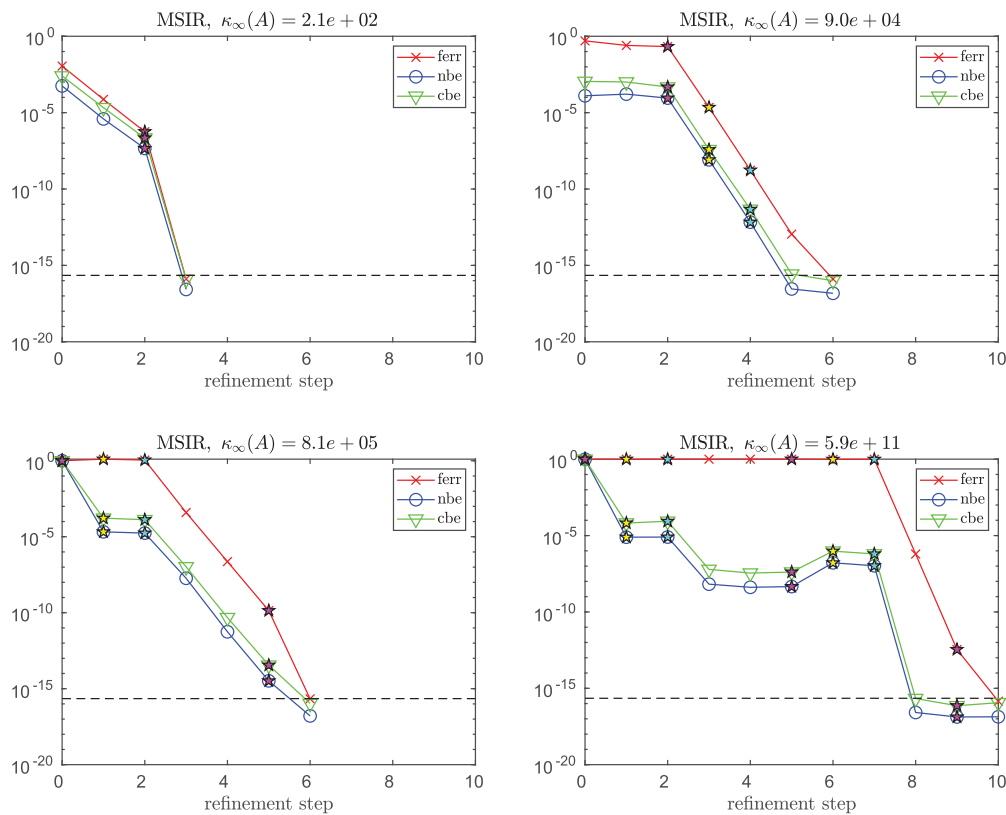 MSIR, κ∞(A) = 2.1e + 02
10^0
10^-5
10^-10
10^-15
10^-20
ferr
nbe
cbe
0 2 4 6 8 10
refinement step
MSIR, κ∞(A) = 9.0e + 04
10^0
10^-5
10^-10
10^-15
10^-20
ferr
nbe
cbe
0 2 4 6 8 10
refinement step
MSIR, κ∞(A) = 8.1e + 05
10^0
10^-5
10^-10
10^-15
10^-20
ferr
nbe
cbe
0 2 4 6 8 10
refinement step
MSIR, κ∞(A) = 5.9e + 11
10^0
10^-5
10^-10
10^-15
10^-20
ferr
nbe
cbe
0 2 4 6 8 10
refinement step